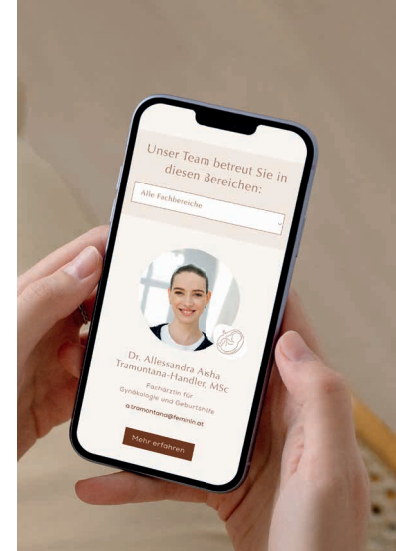 Unser Team betreut Sie in
diesen Bereichen:
Alle Fachbereiche
Dr. Allessandra Aisha
Tramuntana-Handler, MSc
Fachärztin für
Gynäkologie und Geburtshilfe
a.tramontana@feminin.at
Mehr erfahren